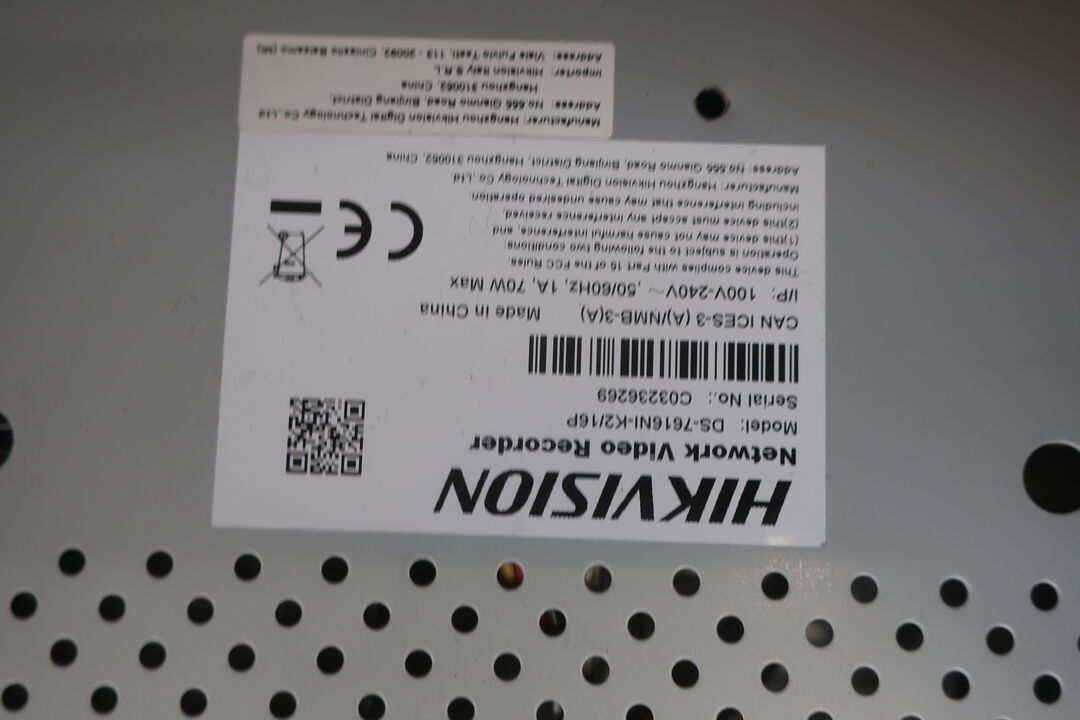 HIKVISION
Network Video Recorder
Model: DS-7616NI-K2/16P
Serial No.: C03236269
CAN ICES-3 (A)/NMB-3(A) Made in China
I/P: 100V-240V~ ,50/60Hz, 1A, 70W Max
This device complies with Part 15 of the FCC Rules.
Operation is subject to the following two conditions:
(1)this device may not cause harmful interference, and
(2)this device must accept any interference received,
including interference that may cause undesired operation.
Manufacturer: Hangzhou Hikvision Digital Technology Co.,Ltd.
Address: No.555 Qianmo Road, Binjiang District, Hangzhou 310052, China
CE
Manufacturer: Hangzhou Hikvision Digital Technology Co.,Ltd
Address: No.555 Qianmo Road, Binjiang District,
Hangzhou 310052, China
Importer: Hikvision Italy S.R.L
Address: Viale Fulvio Testi, 113 - 20092, Cinisello Balsamo (MI)